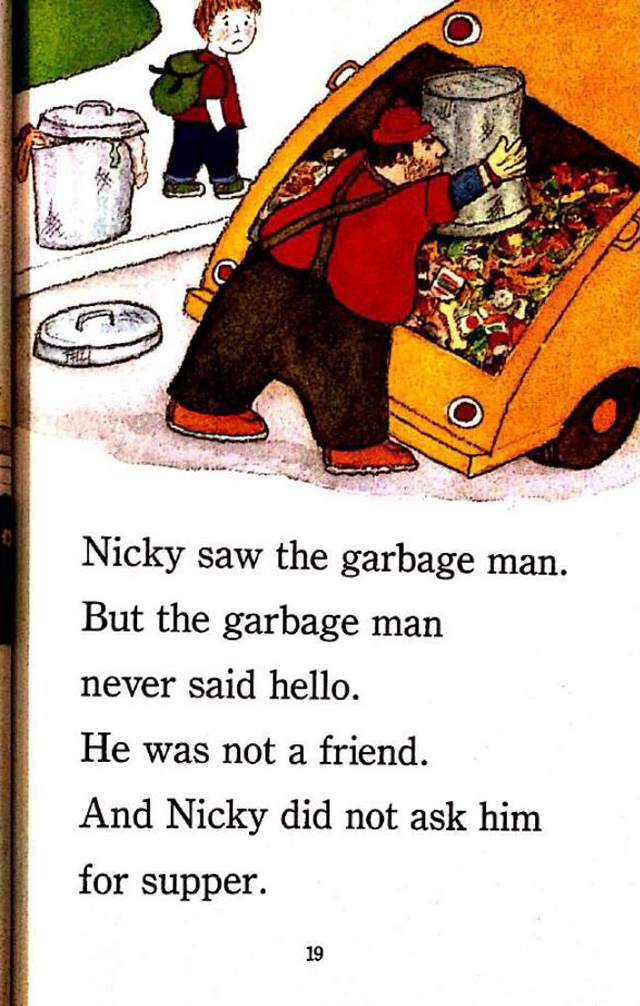 Nicky saw the garbage man.
But the garbage man
never said hello.
He was not a friend.
And Nicky did not ask him
for supper.
19